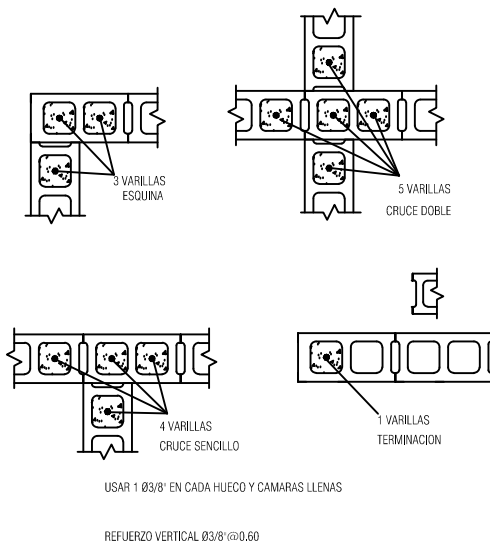 3 VARILLAS
ESQUINA
5 VARILLAS
CRUCE DOBLE
4 VARILLAS
CRUCE SENCILLO
1 VARILLAS
TERMINACION
USAR 1 Ø3/8' EN CADA HUECO Y CAMARAS LLENAS
REFUERZO VERTICAL Ø3/8'@0.60